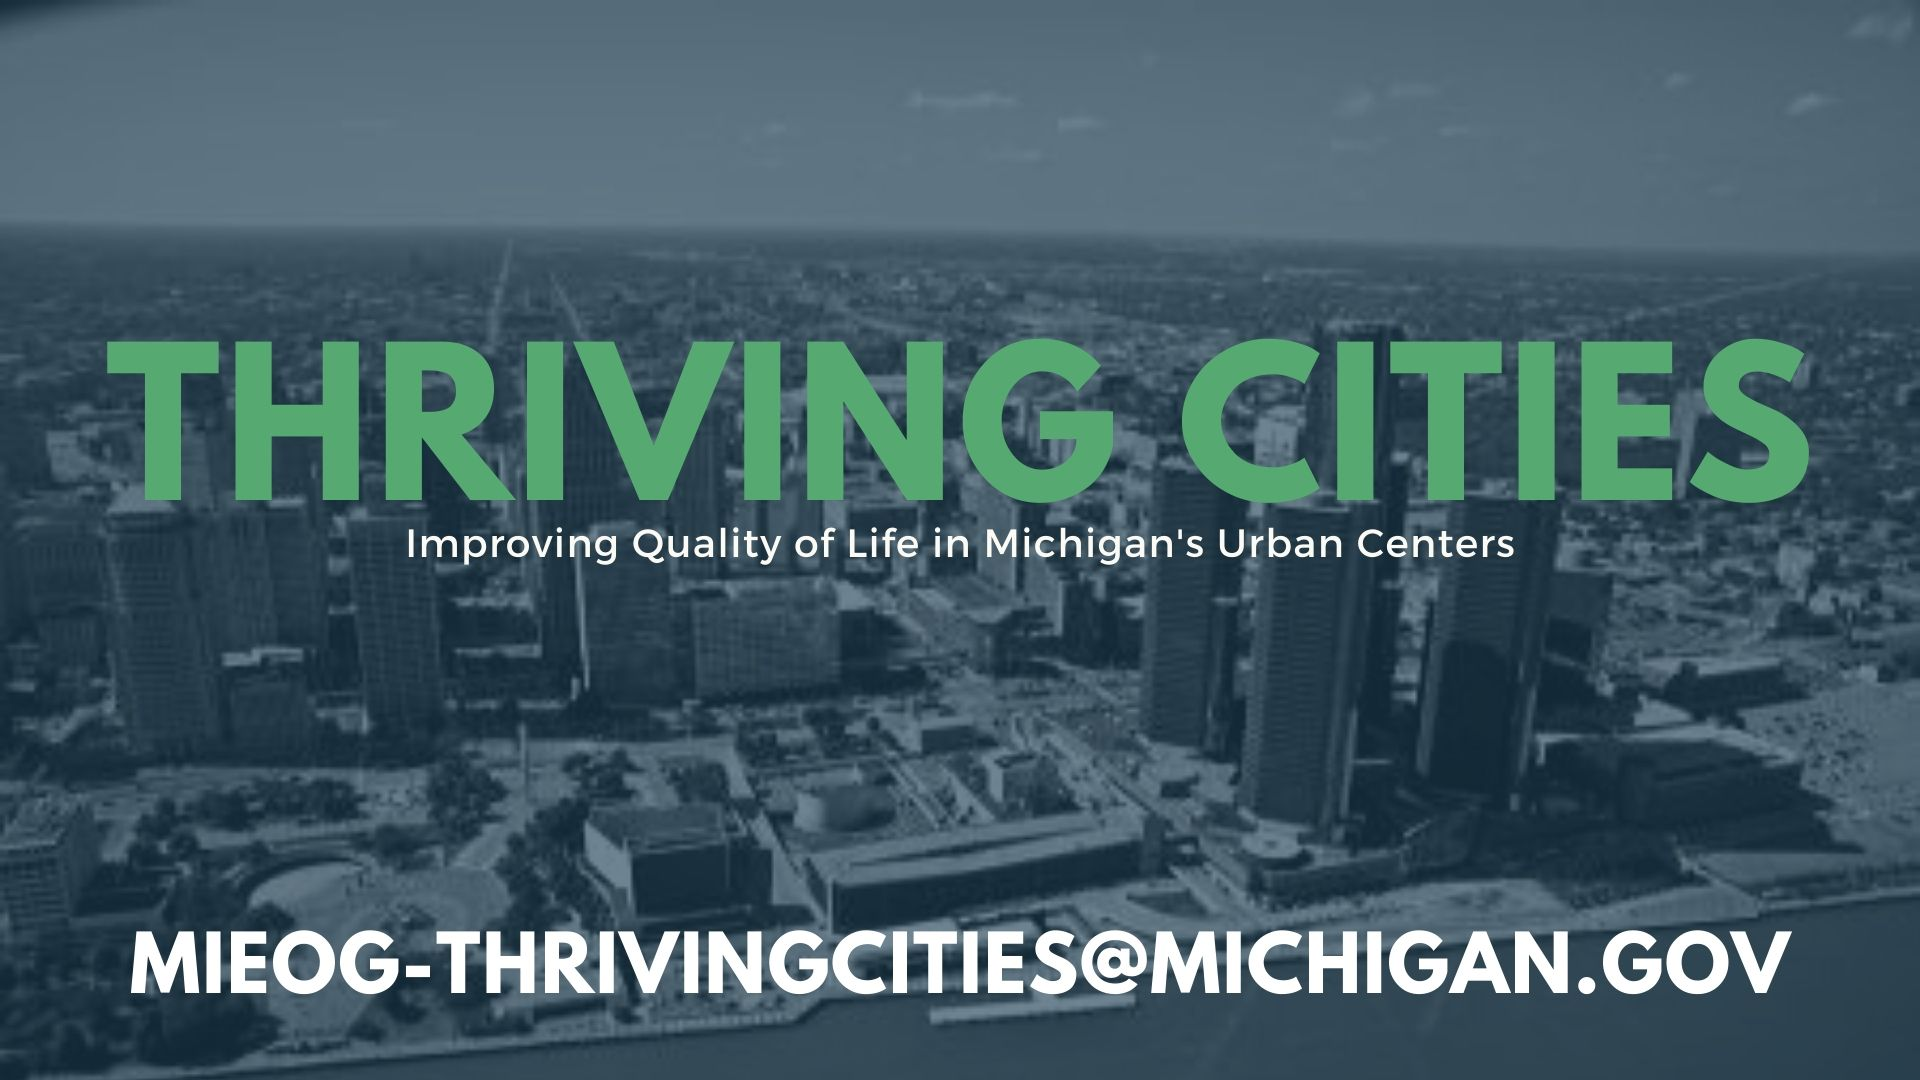 THRIVING CITIES
Improving Quality of Life in Michigan's Urban Centers
MIEOG-THRIVINGCITIES@MICHIGAN.GOV